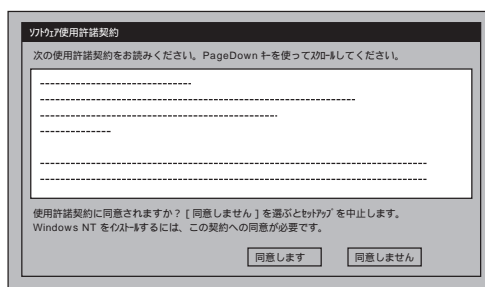 ｿﾌﾄｳｪｱ使用許諾契約
次の使用許諾契約をお読みください。PageDown ｷｰを使ってｽｸﾛｰﾙしてください。
使用許諾契約に同意されますか？ [ 同意しません ] を選ぶとｾｯﾄｱｯﾌﾟを中止します。
Windows NT をｲﾝｽﾄｰﾙするには、この契約への同意が必要です。
同意します　同意しません